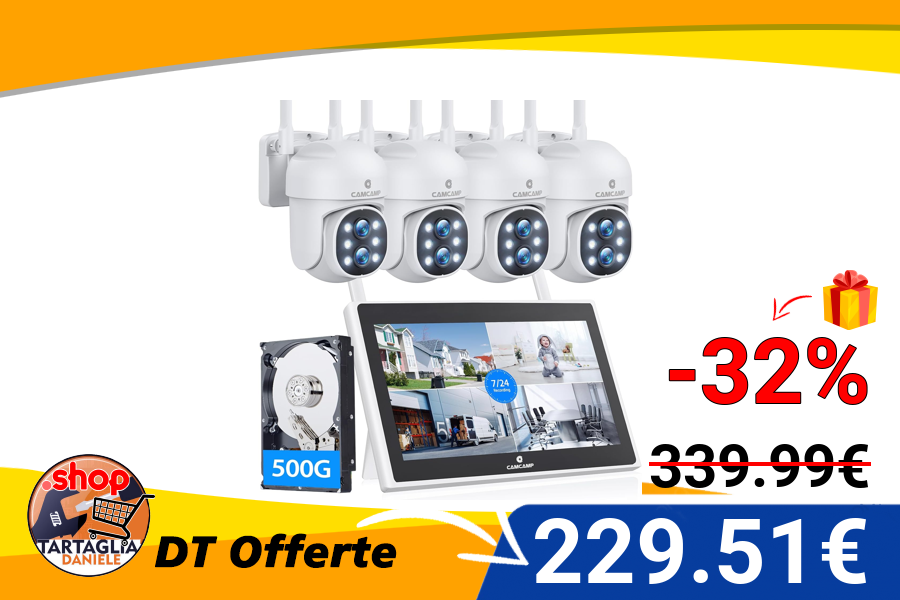 CAMCAMP CAMCAMP CAMCAMP CAMCAMP
7/24
Recording
CAMCAMP
500G
-32%
339.99€
229.51€
.shop
TARTAGLIA
DANIELE
DT Offerte